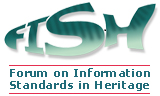 FISH
Forum on Information
Standards in Heritage